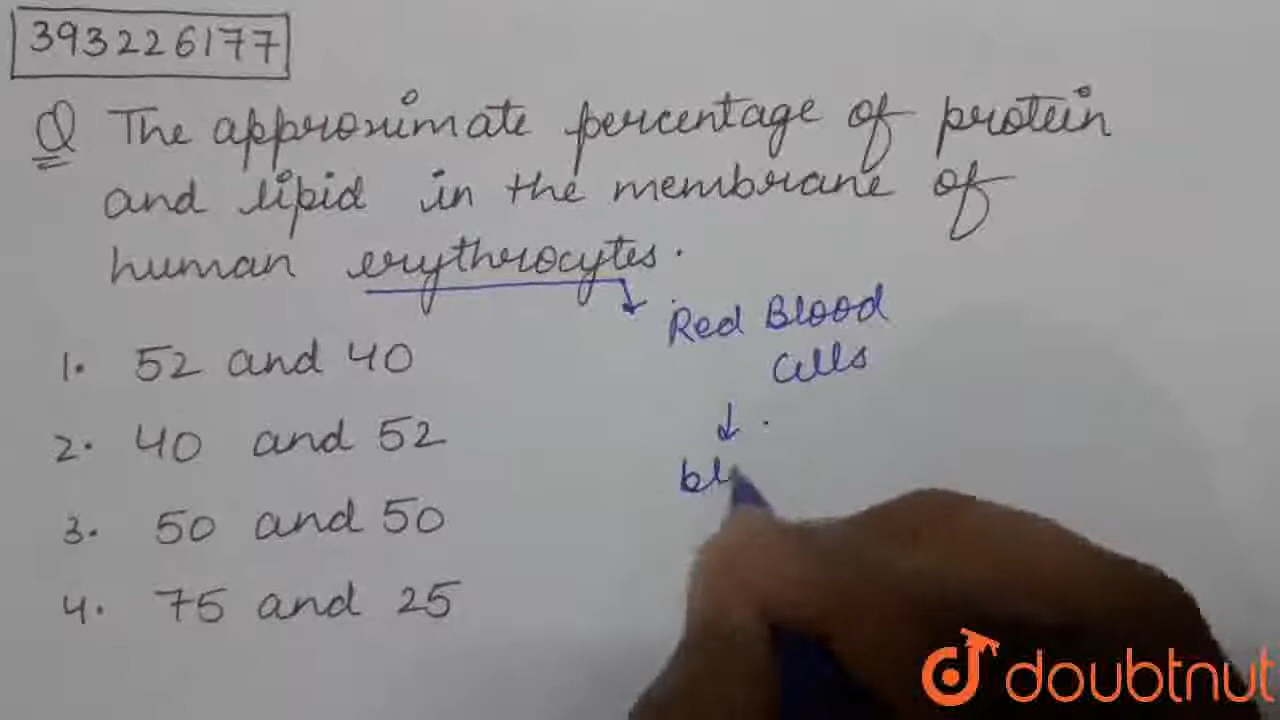 393226177
Q The approximate percentage of protein
and lipid in the membrane of
human erythrocytes.
Red Blood
Cells
bl
1. 52 and 40
2. 40 and 52
3. 50 and 50
4. 75 and 25
doubtnut